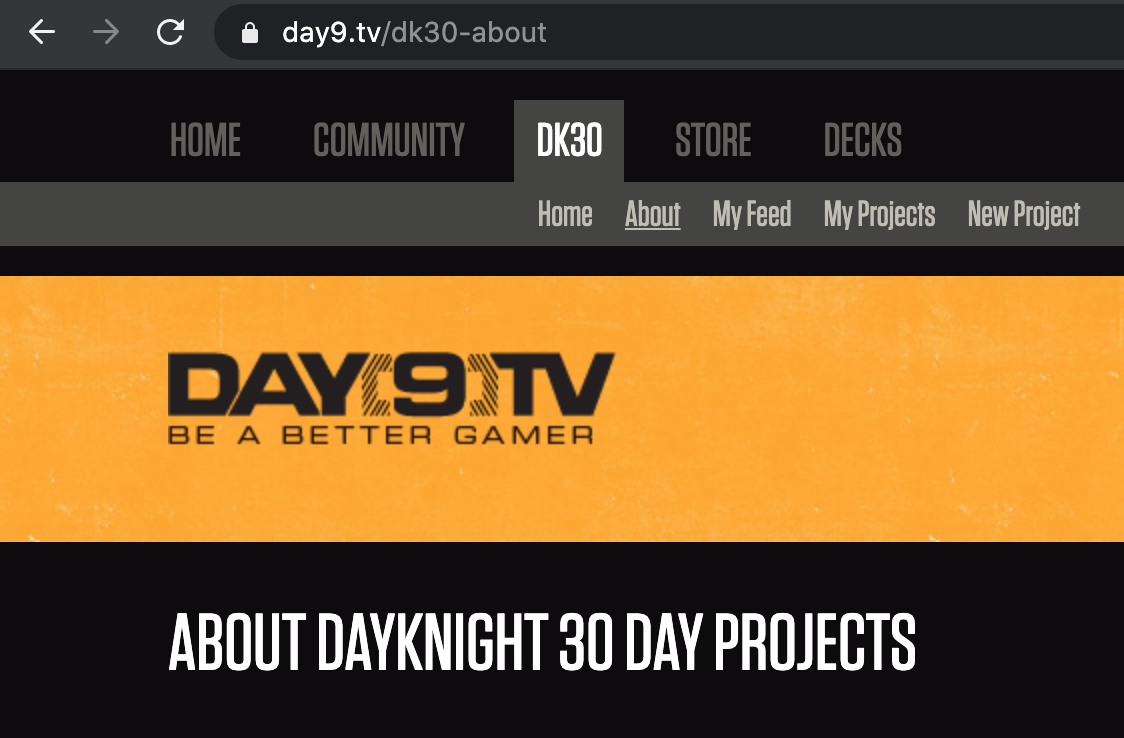 day9.tv/dk30-about
HOME COMMUNITY DK30 STORE DECKS
Home About My Feed My Projects New Project
DAY[9]TV
BE A BETTER GAMER
ABOUT DAYKNIGHT 30 DAY PROJECTS